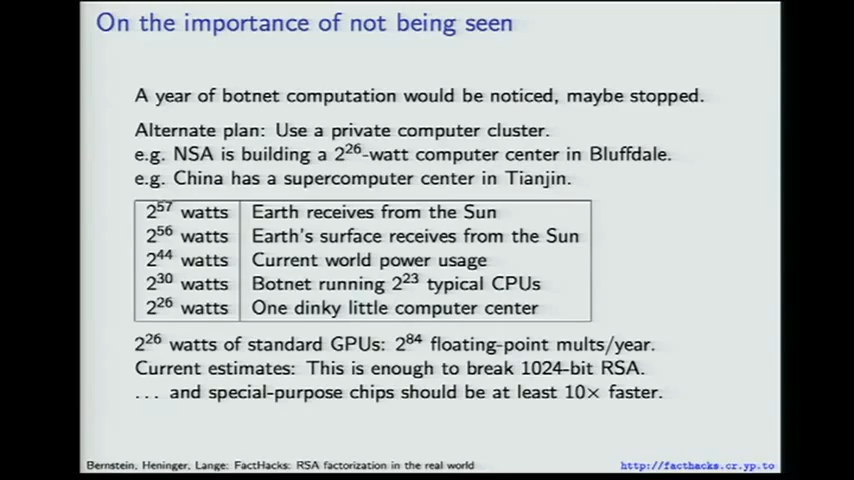 On the importance of not being seen
A year of botnet computation would be noticed, maybe stopped.
Alternate plan: Use a private computer cluster.
e.g. NSA is building a 2^26-watt computer center in Bluffdale.
e.g. China has a supercomputer center in Tianjin.
2^57 watts Earth receives from the Sun
2^56 watts Earth's surface receives from the Sun
2^44 watts Current world power usage
2^30 watts Botnet running 2^23 typical CPUs
2^26 watts One dinky little computer center
2^26 watts of standard GPUs: 2^84 floating-point mults/year.
Current estimates: This is enough to break 1024-bit RSA.
... and special-purpose chips should be at least 10× faster.
Bernstein, Heninger, Lange: FactHacks: RSA factorization in the real world http://facthacks.cr.yp.to